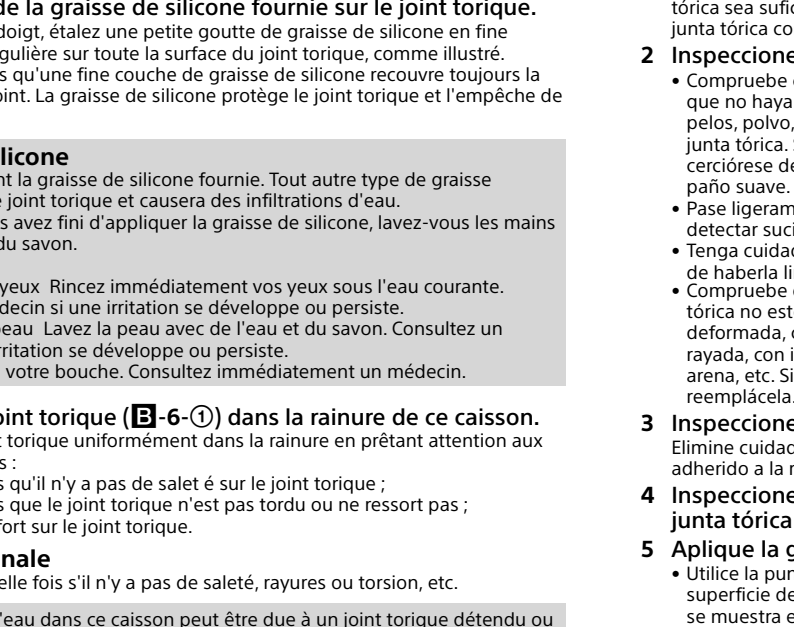 de la graisse de silicone fournie sur le joint torique.
doigt, étalez une petite goutte de graisse de silicone en fine
gulière sur toute la surface du joint torique, comme illustré.
s qu'une fine couche de graisse de silicone recouvre toujours la
oint. La graisse de silicone protège le joint torique et l'empêche de
licone
nt la graisse de silicone fournie. Tout autre type de graisse
e joint torique et causera des infiltrations d'eau.
s avez fini d'appliquer la graisse de silicone, lavez-vous les mains
du savon.
yeux Rincez immédiatement vos yeux sous l'eau courante.
decin si une irritation se développe ou persiste.
peau Lavez la peau avec de l'eau et du savon. Consultez un
rritation se développe ou persiste.
votre bouche. Consultez immédiatement un médecin.
oint torique (B-6-①) dans la rainure de ce caisson.
t torique uniformément dans la rainure en prêtant attention aux
s :
s qu'il n'y a pas de salet é sur le joint torique ;
s que le joint torique n'est pas tordu ou ne ressort pas ;
fort sur le joint torique.
nale
elle fois s'il n'y a pas de saleté, rayures ou torsion, etc.
l'eau dans ce caisson peut être due à un joint torique détendu ou
tórica sea sufic
junta tórica co
2 Inspeccione
• Compruebe
que no haya
pelos, polvo,
junta tórica.
cerciórese de
paño suave.
• Pase ligeram
detectar suci
• Tenga cuidad
de haberla li
• Compruebe
tórica no est
deformada,
rayada, con i
arena, etc. Si
reemplácela.
3 Inspeccione
Elimine cuidad
adherido a la r
4 Inspeccione
junta tórica
5 Aplique la g
• Utilice la pun
superficie de
se muestra e